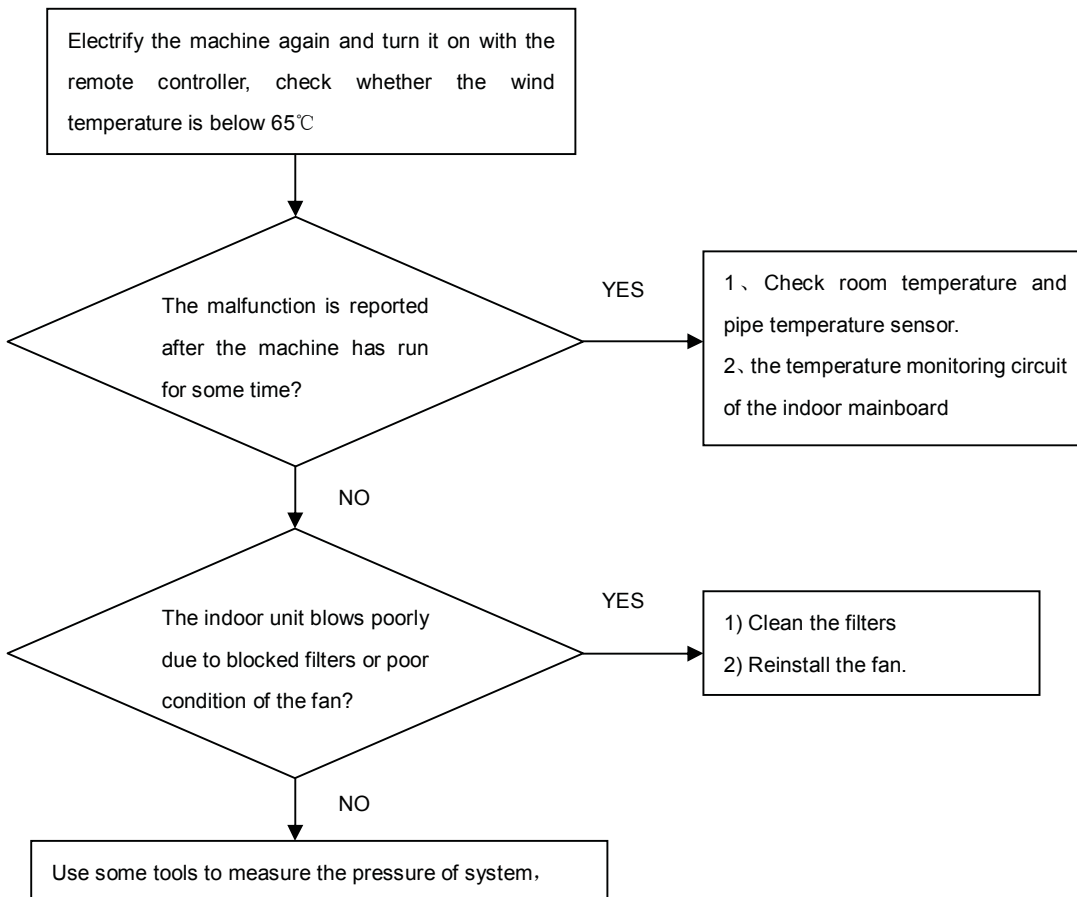 Electrify the machine again and turn it on with the
remote controller, check whether the wind
temperature is below 65℃
The malfunction is reported
after the machine has run
for some time?
YES
1、Check room temperature and
pipe temperature sensor.
2、the temperature monitoring circuit
of the indoor mainboard
NO
The indoor unit blows poorly
due to blocked filters or poor
condition of the fan?
YES
1) Clean the filters
2) Reinstall the fan.
NO
Use some tools to measure the pressure of system，